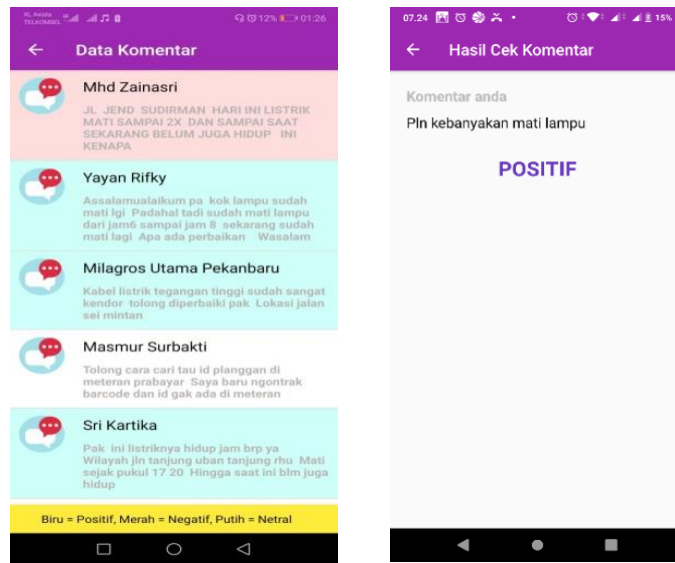 XL Axiata
TELKOMSEL
12% 01:26
Data Komentar
Mhd Zainasri
JL. JEND SUDIRMAN HARI INI LISTRIK
MATI SAMPAI 2X DAN SAMPAI SAAT
SEKARANG BELUM JUGA HIDUP INI
KENAPA
Yayan Rifky
Assalamualaikum pa kok lampu sudah
mati lgi Padahal tadi sudah mati lampu
dari jam6 sampai jam 8 sekarang sudah
mati lagi Apa ada perbaikan Wasalam
Milagros Utama Pekanbaru
Kabel listrik tegangan tinggi sudah sangat
kendor tolong diperbaiki pak Lokasi jalan
sei mintan
Masmur Surbakti
Tolong cara cari tau id planggan di
meteran prabayar Saya baru ngontrak
barcode dan id gak ada di meteran
Sri Kartika
Pak ini listriknya hidup jam brp ya
Wilayah jln tanjung uban tanjung rhu Mati
sejak pukul 17 20 Hingga saat ini blm juga
hidup
Biru = Positif, Merah = Negatif, Putih = Netral
07.24 15%
Hasil Cek Komentar
Komentar anda
Pln kebanyakan mati lampu
POSITIF